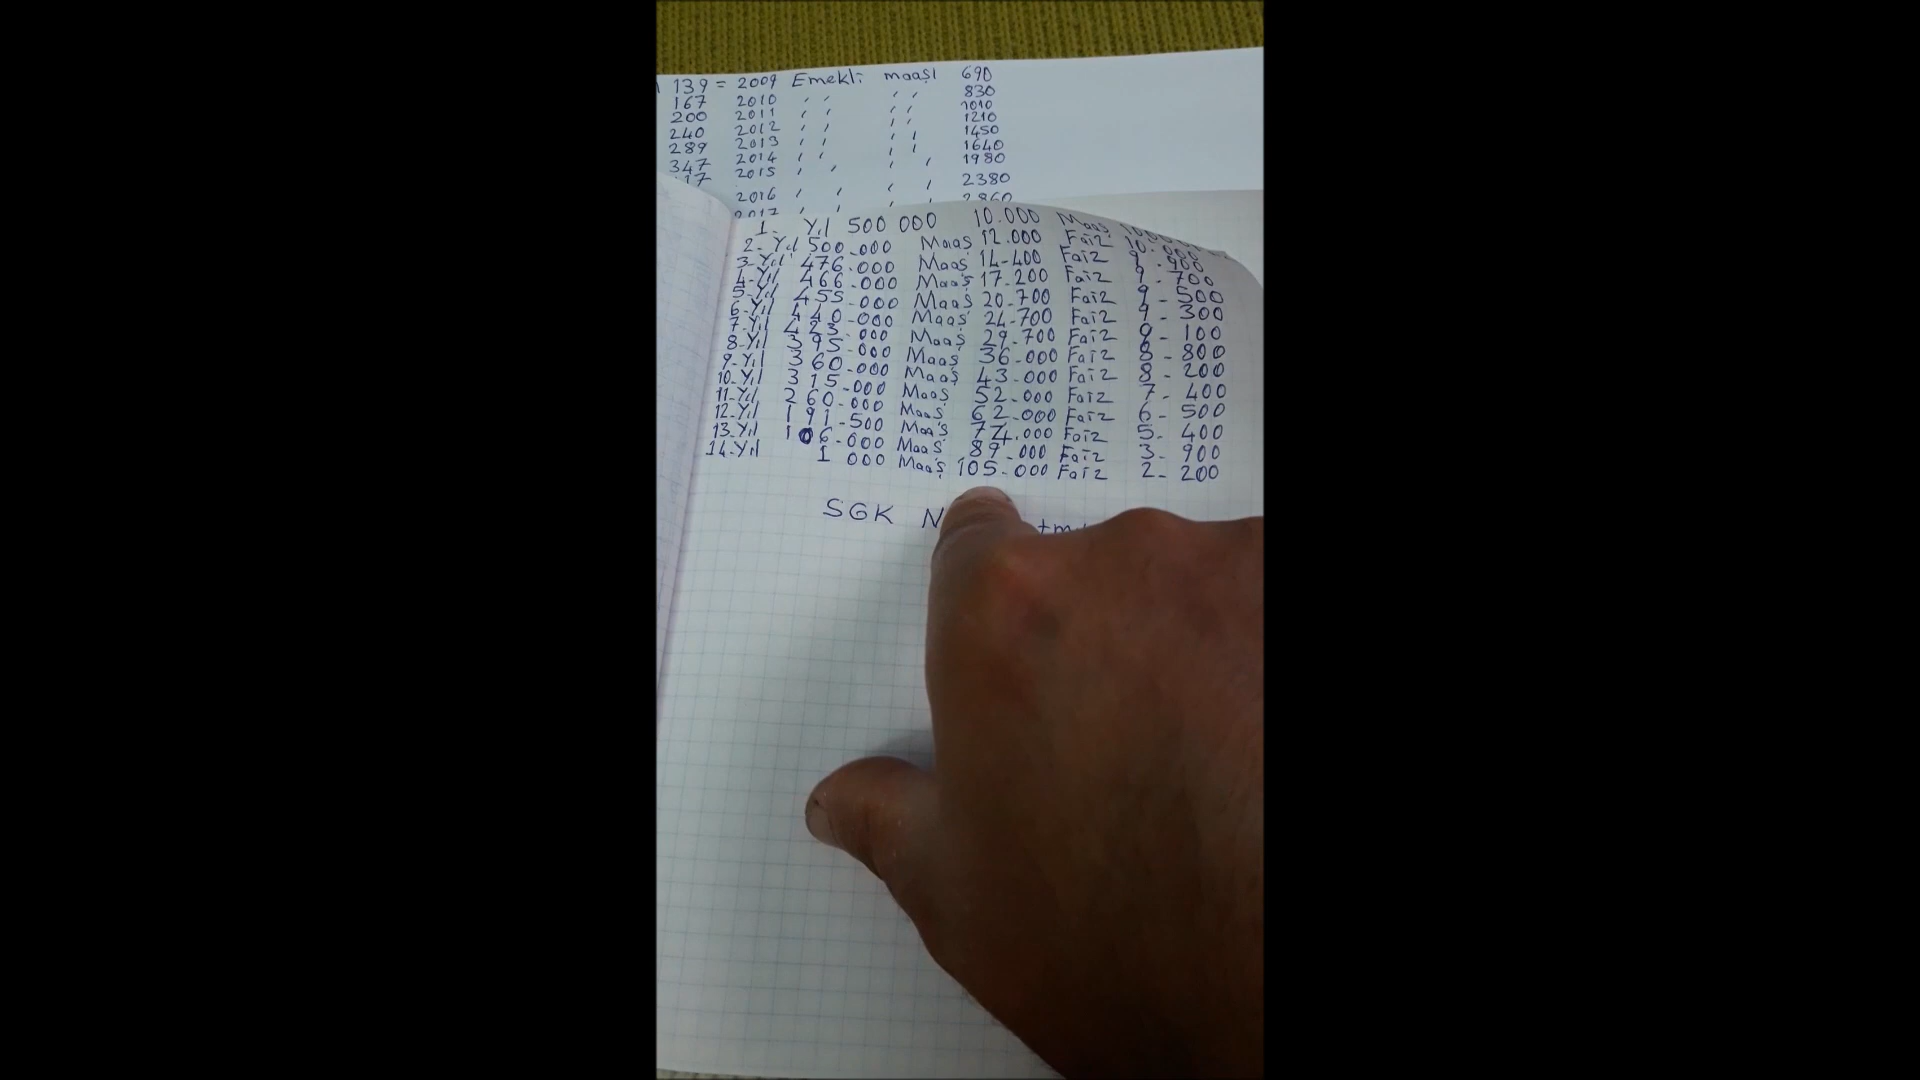 139 = 2009 Emekli maaşı 690
167 2010 ,, ,, 830
200 2011 ,, ,, 1010
240 2012 ,, ,, 1210
289 2013 ,, ,, 1450
347 2014 ,, ,, 1640
17 2015 ,, ,, 1980
2016 ,, ,, 2380
2017 ,, ,, 2860
1- Yıl 500 000 10.000 Maaş
2- Yıl 500-000 Maaş 12.000 Faiz 10.000
3-Yıl 476-000 Maaş 14-400 Faiz 9-900
4-Yıl 466-000 Maaş 17-200 Faiz 9-700
5-Yıl 455-000 Maaş 20-700 Faiz 9-500
6-Yıl 440-000 Maaş 24-700 Faiz 9-300
7-Yıl 423-000 Maaş 29-700 Faiz 9-100
8-Yıl 395-000 Maaş 36-000 Faiz 8-800
9-Yıl 360-000 Maaş 43-000 Faiz 8-200
10-Yıl 315-000 Maaş 52-000 Faiz 7-400
11-Yıl 260-000 Maaş 62-000 Faiz 6-500
12-Yıl 191-500 Maaş 74.000 Faiz 5-400
13-Yıl 106-000 Maaş 89-000 Faiz 3-900
14-Yıl 1 000 Maaş 105-000 Faiz 2-200
SGK